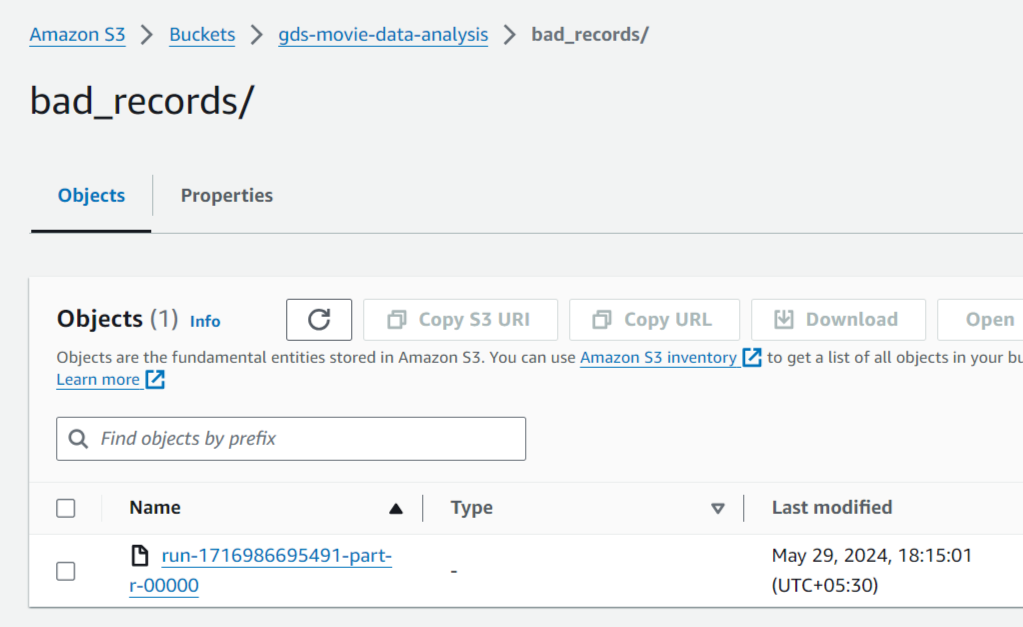 Amazon S3 > Buckets > gds-movie-data-analysis > bad_records/
bad_records/
Objects Properties
Objects (1) Info Copy S3 URI Copy URL Download Open
Objects are the fundamental entities stored in Amazon S3. You can use Amazon S3 inventory to get a list of all objects in your
Learn more
Find objects by prefix
Name Type Last modified
run-1716986695491-part- - May 29, 2024, 18:15:01
r-00000 (UTC+05:30)